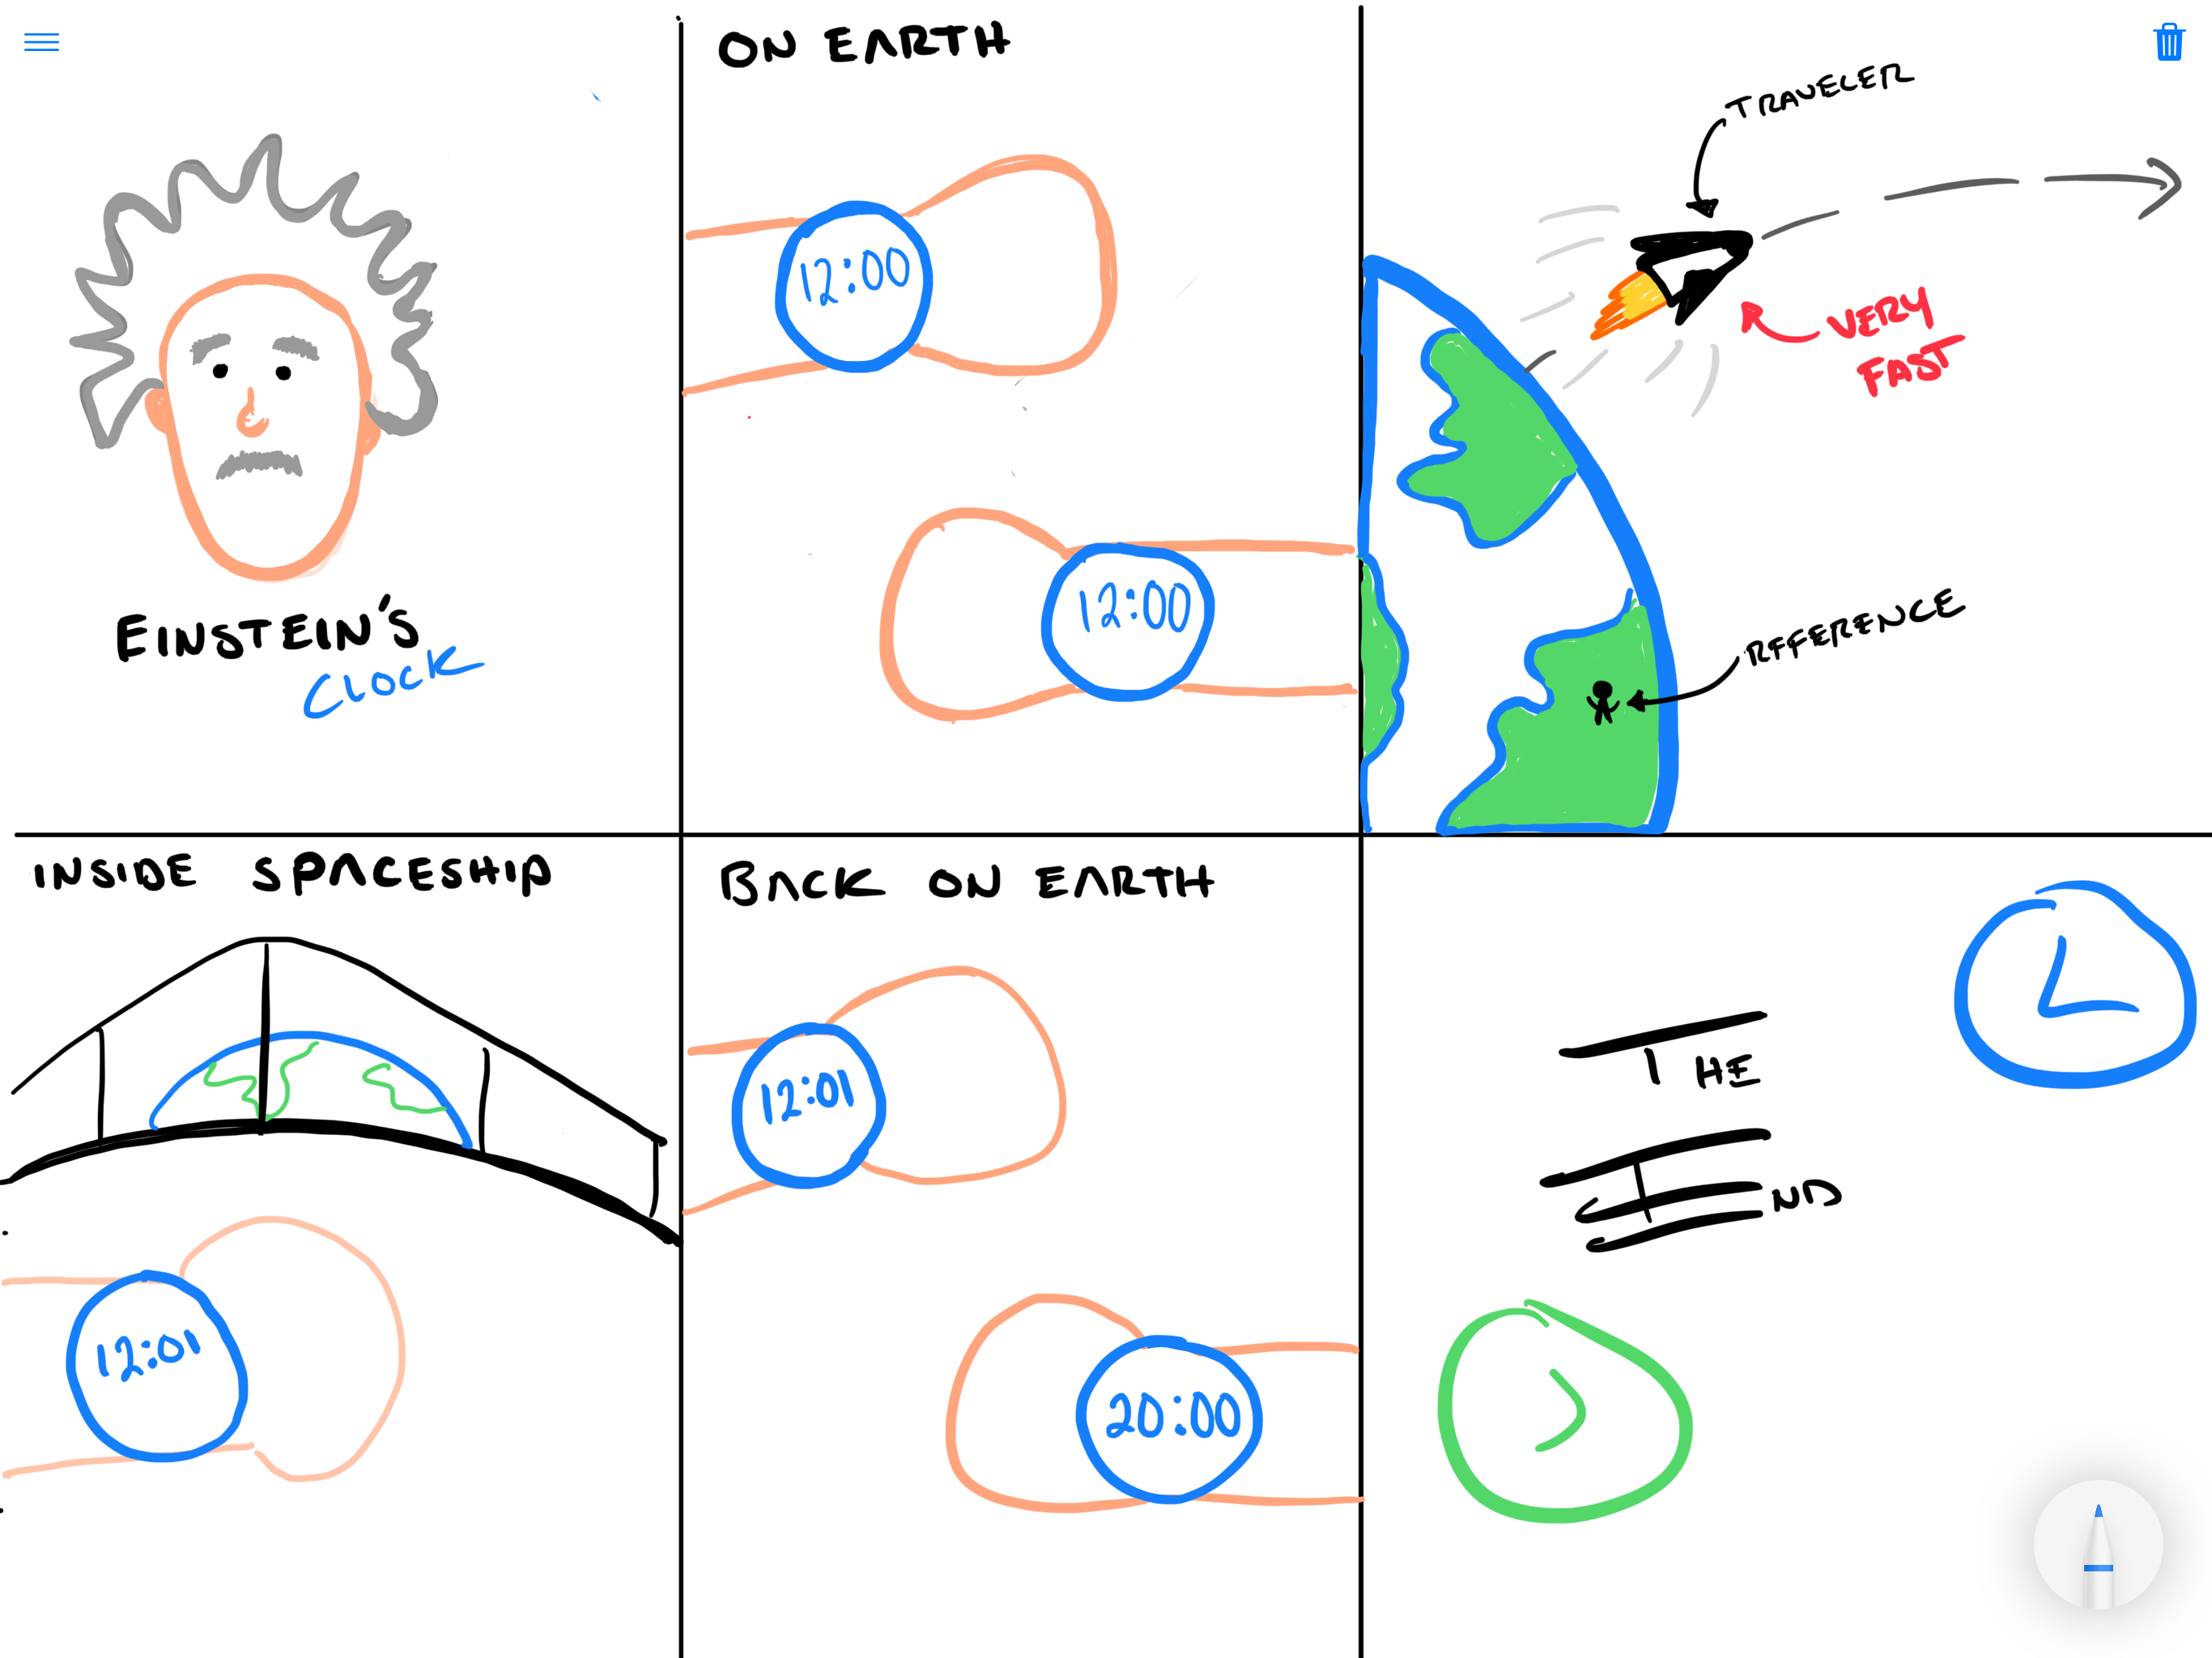 EINSTEIN'S
CLOCK
ON EARTH
12:00
12:00
TRAVELER
VERY
FAST
REFERENCE
INSIDE SPACESHIP
12:01
BACK ON EARTH
12:01
20:00
THE
END